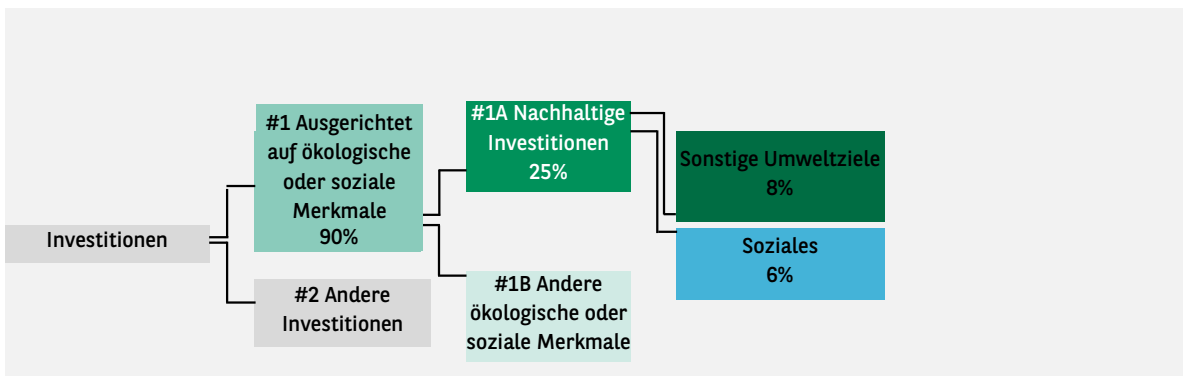 Investitionen
#1 Ausgerichtet
auf ökologische
oder soziale
Merkmale
90%
#2 Andere
Investitionen
#1A Nachhaltige
Investitionen
25%
#1B Andere
ökologische oder
soziale Merkmale
Sonstige Umweltziele
8%
Soziales
6%